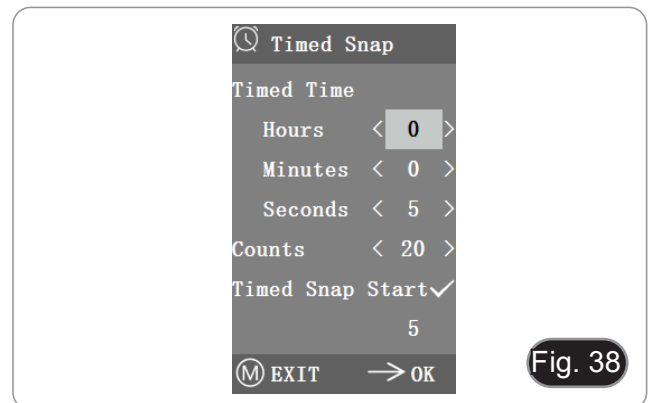 Timed Snap
Timed Time
Hours < 0 >
Minutes < 0 >
Seconds < 5 >
Counts < 20 >
Timed Snap Start✓
5
M EXIT → OK
Fig. 38